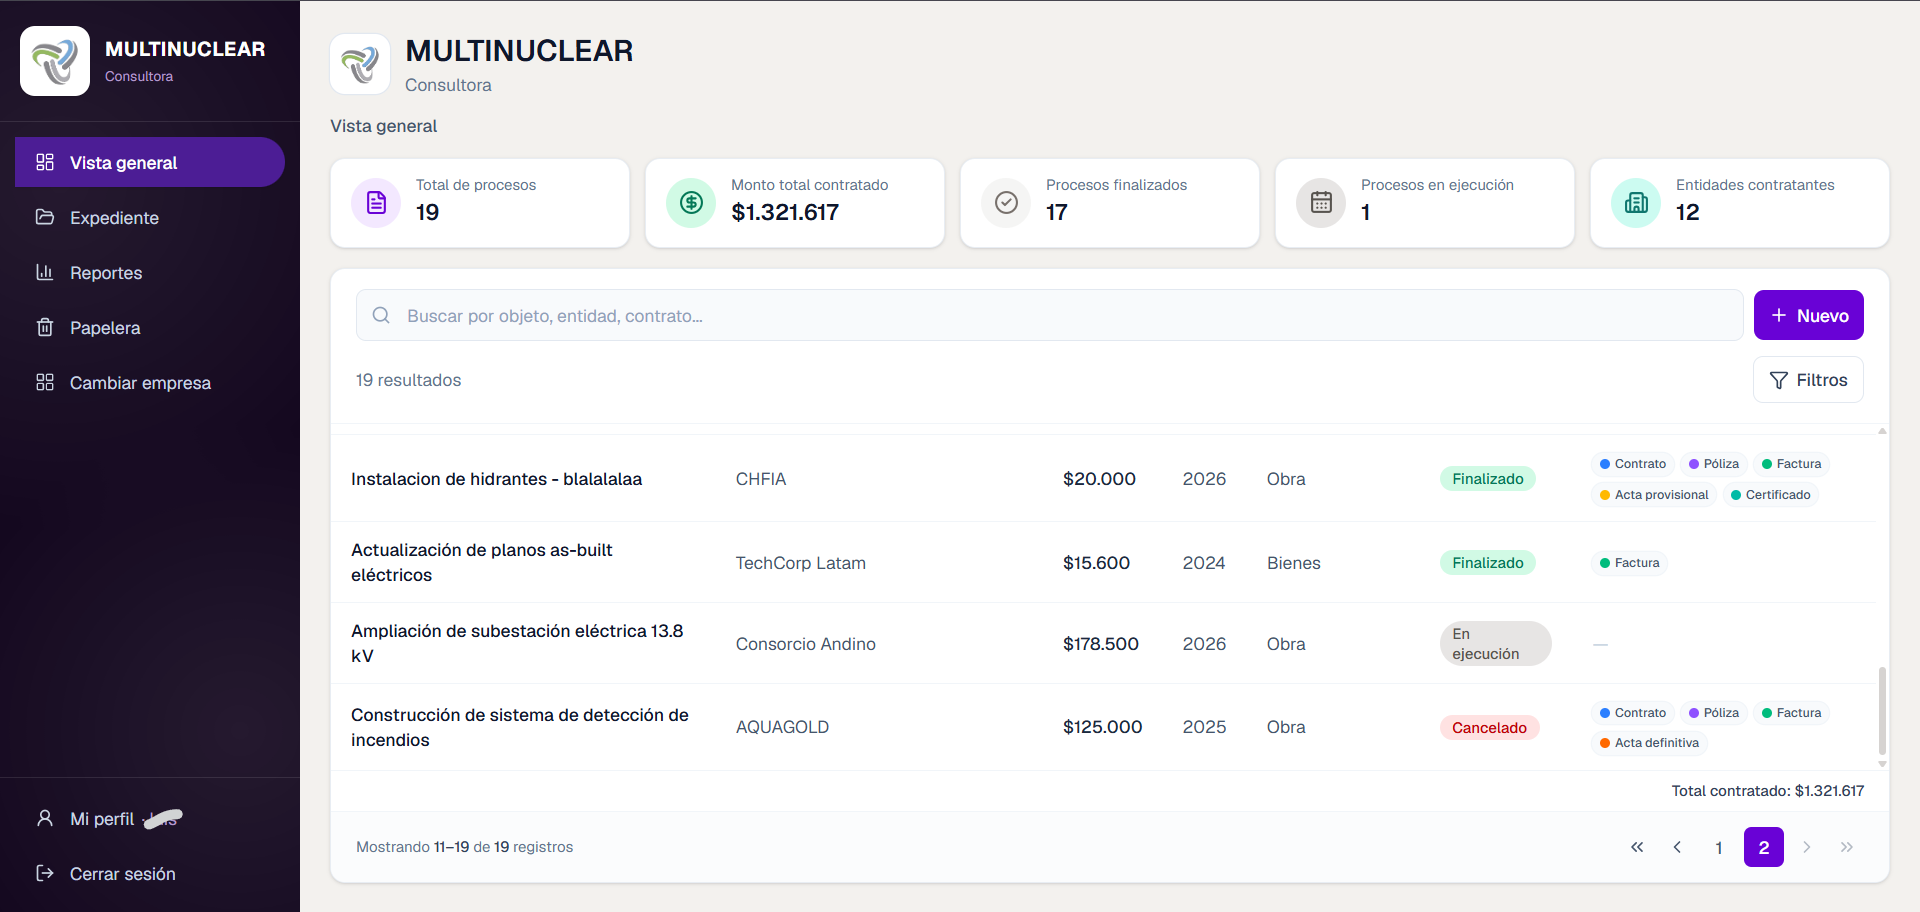 MULTINUCLEAR
Consultora
Vista general
Expediente
Reportes
Papelera
Cambiar empresa
Mi perfil ·
Cerrar sesión
MULTINUCLEAR
Consultora
Vista general
Total de procesos
19
Monto total contratado
$1.321.617
Procesos finalizados
17
Procesos en ejecución
1
Entidades contratantes
12
Buscar por objeto, entidad, contrato...
+ Nuevo
19 resultados
Filtros
Instalacion de hidrantes - blalalalaa CHFIA $20.000 2026 Obra Finalizado Contrato Póliza Factura
Acta provisional Certificado
Actualización de planos as-built
eléctricos
TechCorp Latam $15.600 2024 Bienes Finalizado Factura
Ampliación de subestación eléctrica 13.8
kV
Consorcio Andino $178.500 2026 Obra En
ejecución
—
Construcción de sistema de detección de
incendios
AQUAGOLD $125.000 2025 Obra Cancelado Contrato Póliza Factura
Acta definitiva
Total contratado: $1.321.617
Mostrando 11–19 de 19 registros
« ‹ 1 2 › »